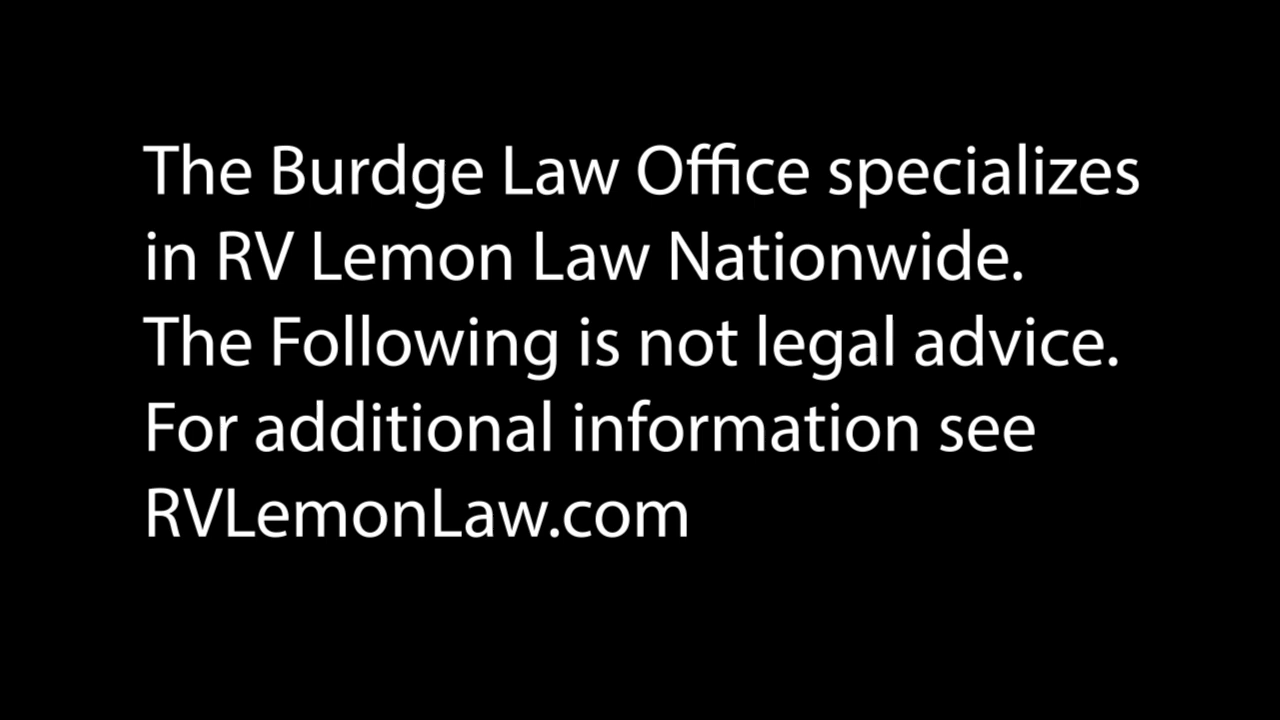 The Burdge Law Office specializes
in RV Lemon Law Nationwide.
The Following is not legal advice.
For additional information see
RVLemonLaw.com